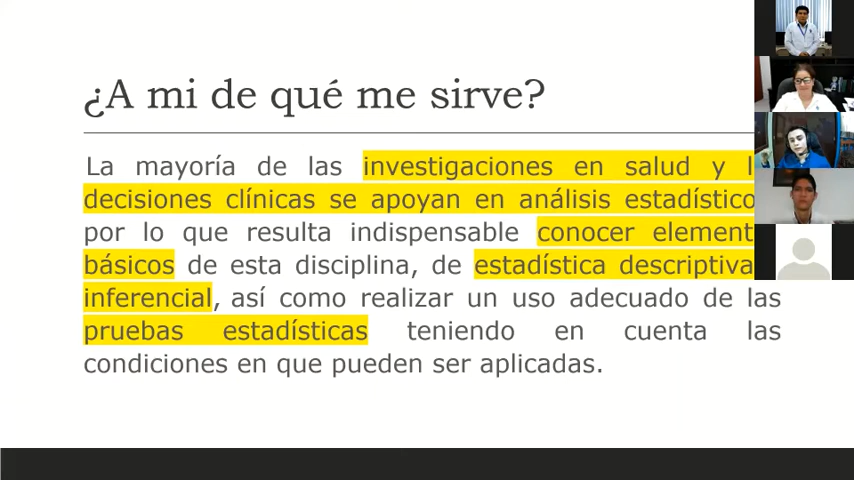 ¿A mi de qué me sirve?
La mayoría de las investigaciones en salud y
decisiones clínicas se apoyan en análisis
por lo que resulta indispensable conocer
básicos de esta disciplina, de estadística descriptiva
inferencial, así como realizar un uso adecuado de las
pruebas estadísticas teniendo en cuenta las
condiciones en que pueden ser aplicadas.